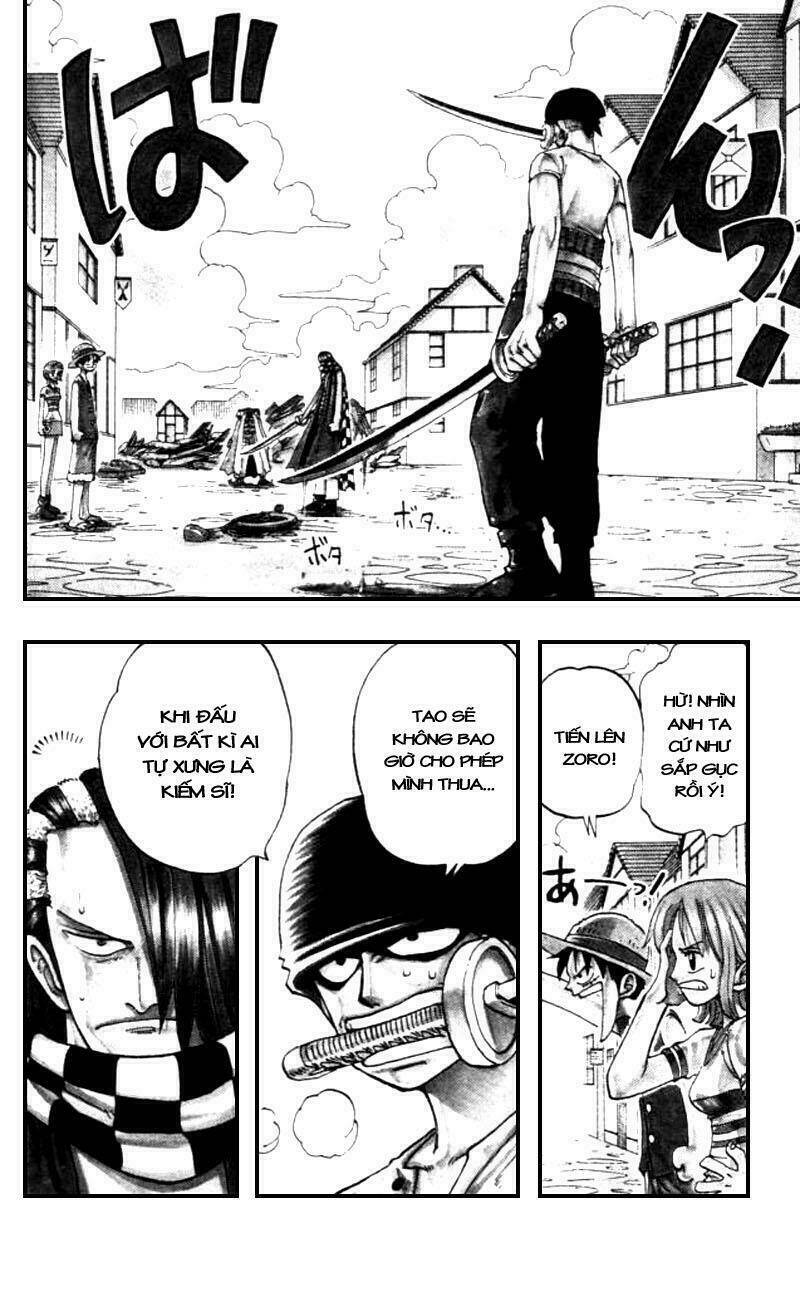 ば
んっ!
ボタ
ボタ...
HỪ! NHÌN
ANH TA
CỨ NHƯ
SẮP GỤC
RỒI Ý!
TIẾN LÊN
ZORO!
あーっ!
TAO SẼ
KHÔNG BAO
GIỜ CHO PHÉP
MÌNH THUA...
KHI ĐẤU
VỚI BẤT KÌ AI
TỰ XƯNG LÀ
KIẾM SĨ!